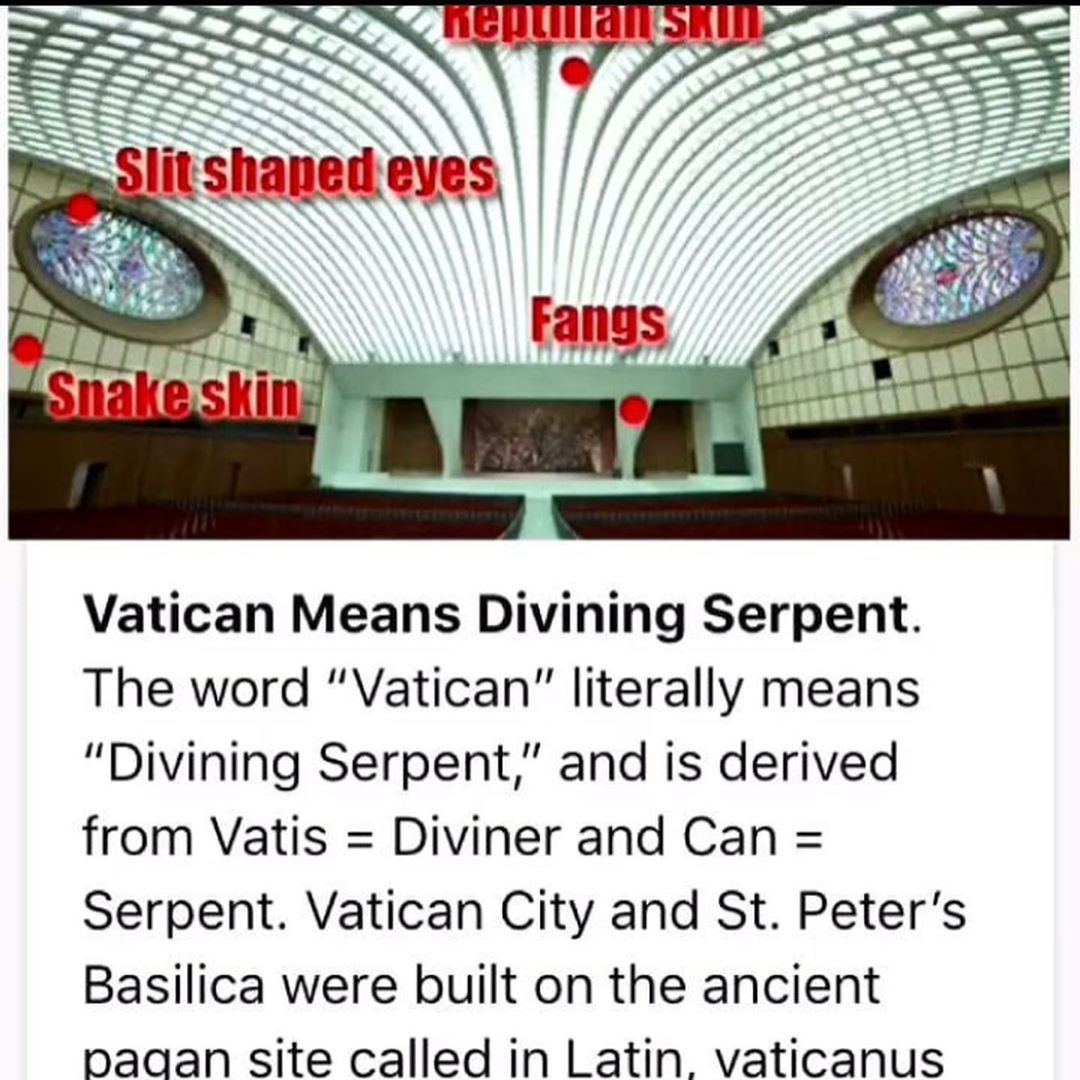 Reptilian skin
Slit shaped eyes
Fangs
Snake skin
Vatican Means Divining Serpent.
The word “Vatican” literally means
“Divining Serpent,” and is derived
from Vatis = Diviner and Can =
Serpent. Vatican City and St. Peter’s
Basilica were built on the ancient
pagan site called in Latin, vaticanus